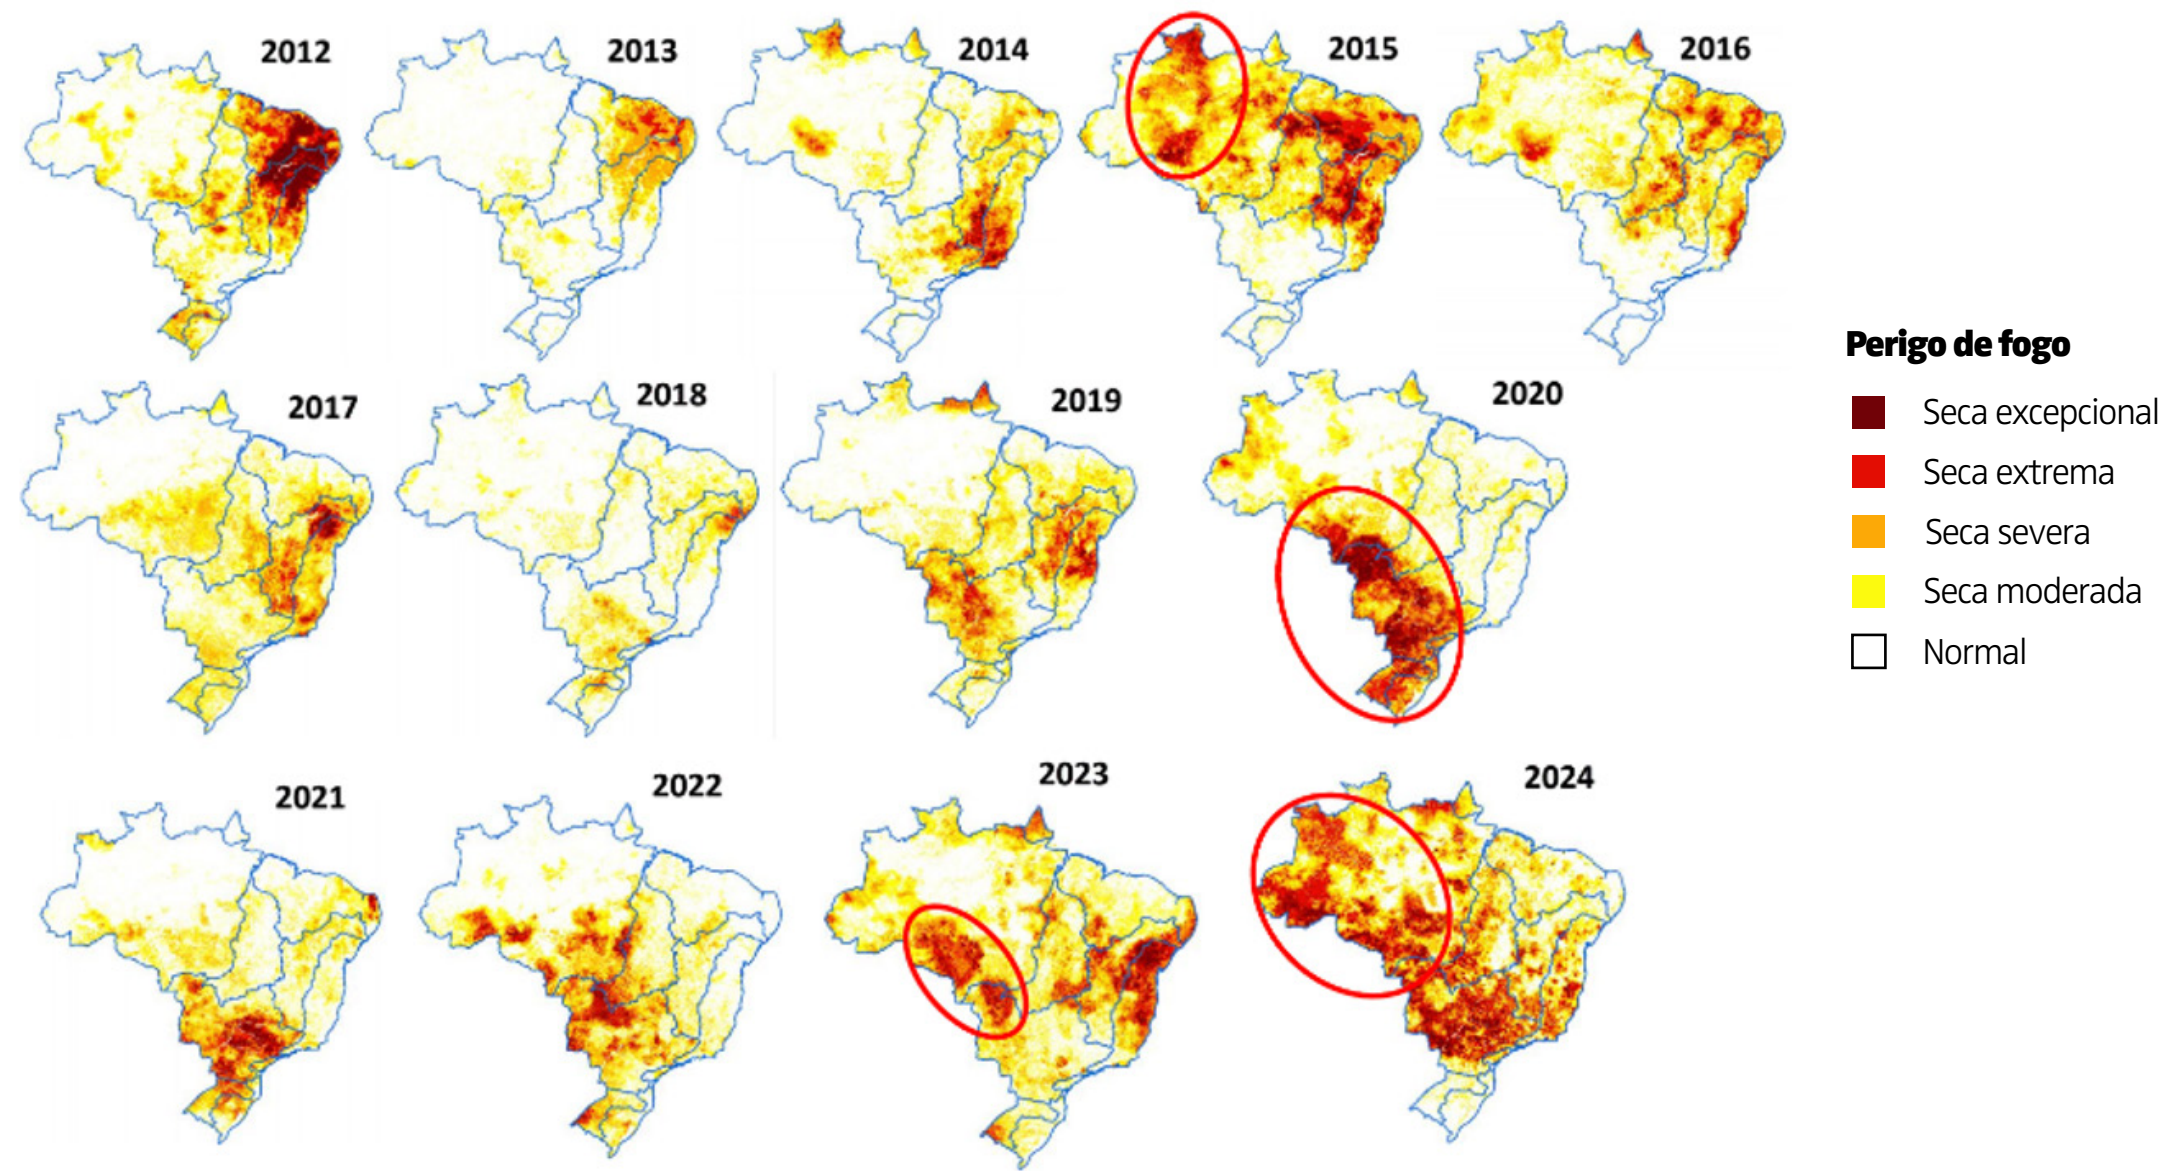 2012
2013
2014
2015
2016
2017
2018
2019
2020
2021
2022
2023
2024
Perigo de fogo
Seca excepcional
Seca extrema
Seca severa
Seca moderada
Normal